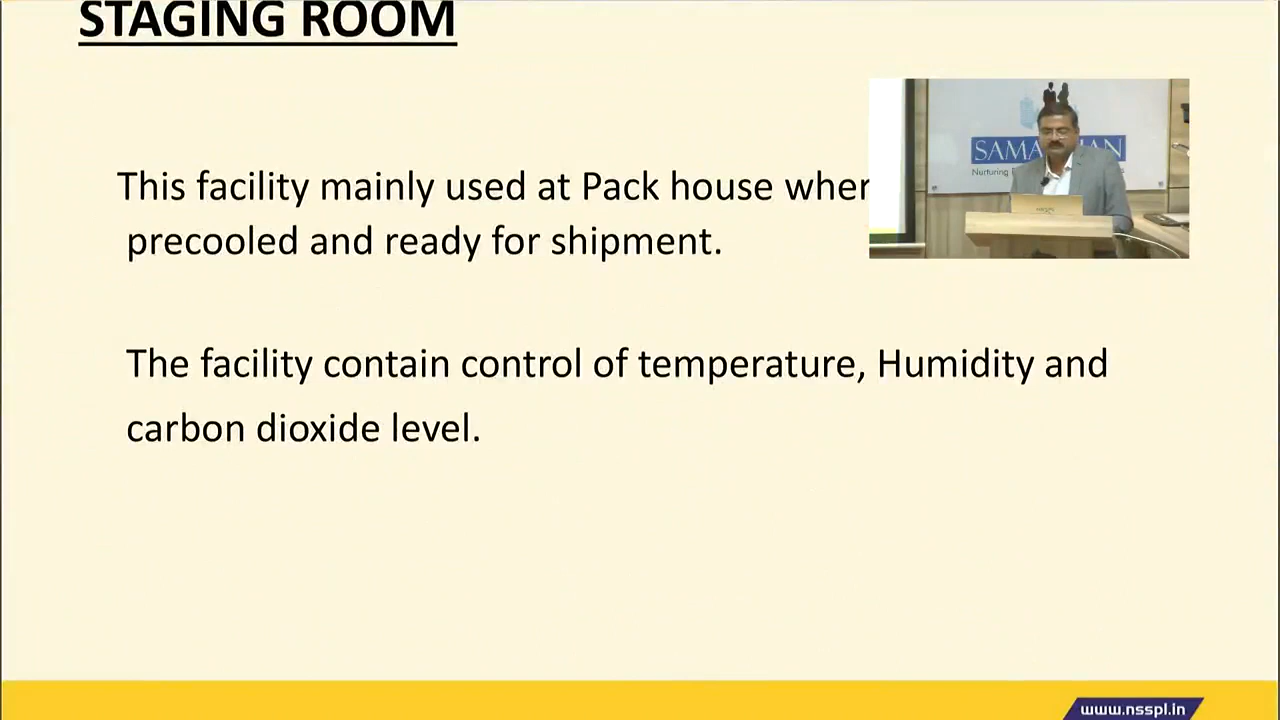 STAGING ROOM
This facility mainly used at Pack house
precooled and ready for shipment.
The facility contain control of temperature, Humidity and
carbon dioxide level.
Nurturing
www.nsspl.in